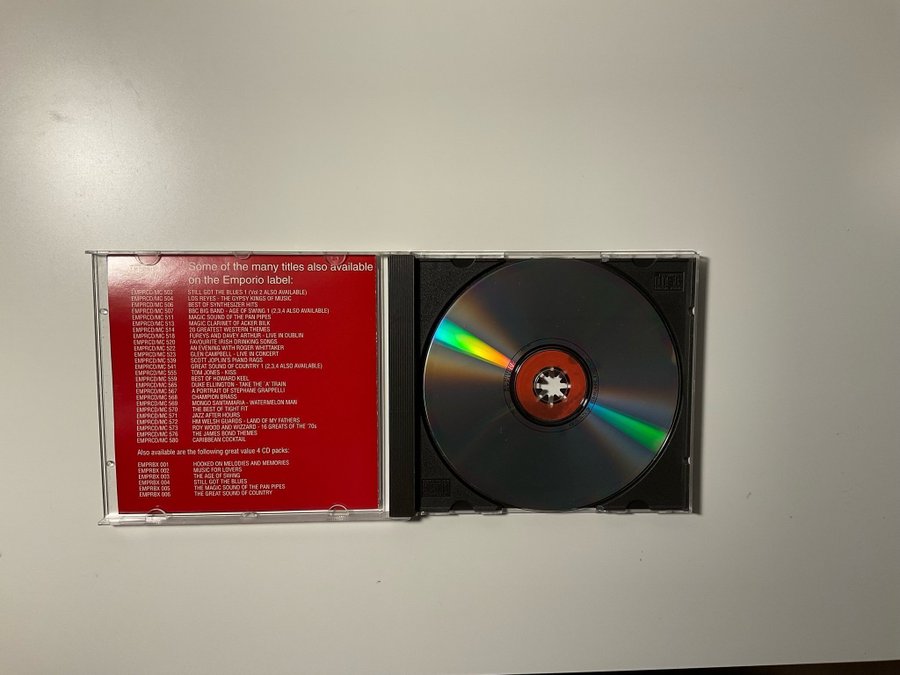 Some of the many titles also available
on the Emporio label:
EMPRCD/MC 502 STILL GOT THE BLUES 1 (Vol 2 ALSO AVAILABLE)
EMPRCD/MC 504 LOS REYES - THE GYPSY KINGS OF MUSIC
EMPRCD/MC 506 BEST OF SYNTHESIZER HITS
EMPRCD/MC 507 BBC BIG BAND - AGE OF SWING 1 (2,3,4 ALSO AVAILABLE)
EMPRCD/MC 511 MAGIC SOUND OF THE PAN PIPES
EMPRCD/MC 513 MAGIC CLARINET OF ACKER BILK
EMPRCD/MC 514 20 GREATEST WESTERN THEMES
EMPRCD/MC 518 FUREYS AND DAVEY ARTHUR - LIVE IN DUBLIN
EMPRCD/MC 520 FAVOURITE IRISH DRINKING SONGS
EMPRCD/MC 522 AN EVENING WITH ROGER WHITTAKER
EMPRCD/MC 523 GLEN CAMPBELL - LIVE IN CONCERT
EMPRCD/MC 539 SCOTT JOPLIN'S PIANO RAGS
EMPRCD/MC 541 GREAT SOUND OF COUNTRY 1 (2,3,4 ALSO AVAILABLE)
EMPRCD/MC 555 TOM JONES - KISS
EMPRCD/MC 559 BEST OF HOWARD KEEL
EMPRCD/MC 565 DUKE ELLINGTON - TAKE THE 'A' TRAIN
EMPRCD/MC 567 A PORTRAIT OF STEPHANE GRAPPELLI
EMPRCD/MC 568 CHAMPION BRASS
EMPRCD/MC 569 MONGO SANTAMARIA - WATERMELON MAN
EMPRCD/MC 570 THE BEST OF TIGHT FIT
EMPRCD/MC 571 JAZZ AFTER HOURS
EMPRCD/MC 572 HM WELSH GUARDS - LAND OF MY FATHERS
EMPRCD/MC 573 ROY WOOD AND WIZZARD - 16 GREATS OF THE '70s
EMPRCD/MC 576 THE JAMES BOND THEMES
EMPRCD/MC 580 CARIBBEAN COCKTAIL
Also available are the following great value 4 CD packs:
EMPRBX 001 HOOKED ON MELODIES AND MEMORIES
EMPRBX 002 MUSIC FOR LOVERS
EMPRBX 003 THE AGE OF SWING
EMPRBX 004 STILL GOT THE BLUES
EMPRBX 005 THE MAGIC SOUND OF THE PAN PIPES
EMPRBX 006 THE GREAT SOUND OF COUNTRY